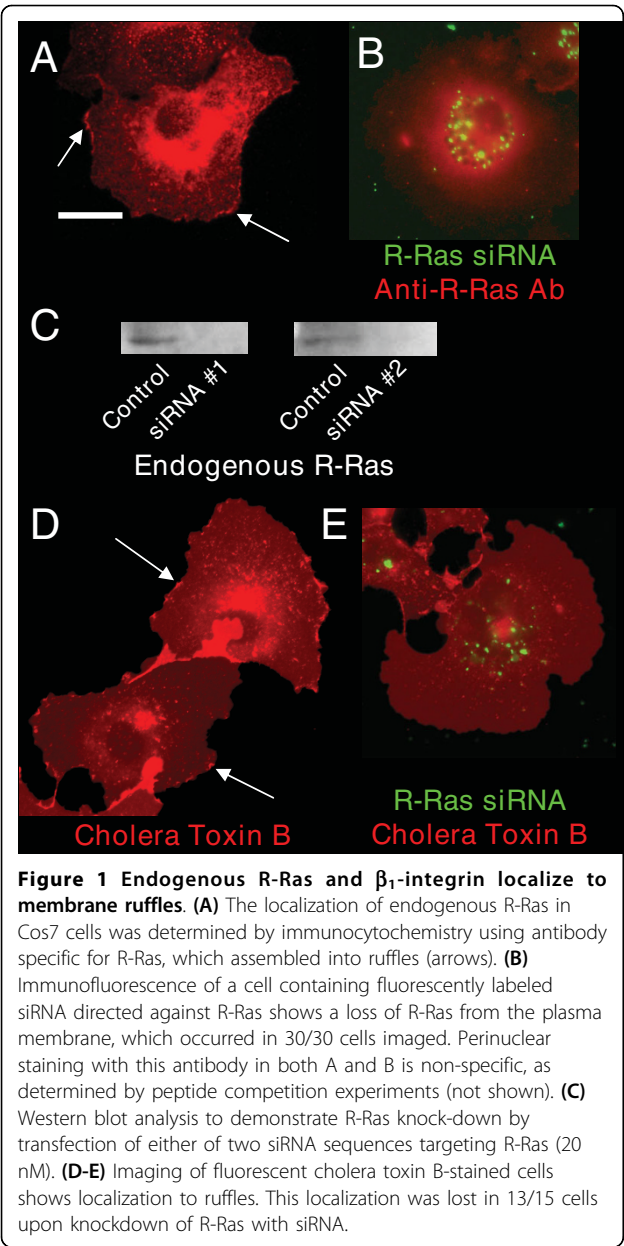 A
B
R-Ras siRNA
Anti-R-Ras Ab
C
Control
siRNA #1
Control
siRNA #2
Endogenous R-Ras
D
E
Cholera Toxin B
R-Ras siRNA
Cholera Toxin B
Figure 1 Endogenous R-Ras and β₁-integrin localize to
membrane ruffles. (A) The localization of endogenous R-Ras in
Cos7 cells was determined by immunocytochemistry using antibody
specific for R-Ras, which assembled into ruffles (arrows). (B)
Immunofluorescence of a cell containing fluorescently labeled
siRNA directed against R-Ras shows a loss of R-Ras from the plasma
membrane, which occurred in 30/30 cells imaged. Perinuclear
staining with this antibody in both A and B is non-specific, as
determined by peptide competition experiments (not shown). (C)
Western blot analysis to demonstrate R-Ras knock-down by
transfection of either of two siRNA sequences targeting R-Ras (20
nM). (D-E) Imaging of fluorescent cholera toxin B-stained cells
shows localization to ruffles. This localization was lost in 13/15 cells
upon knockdown of R-Ras with siRNA.